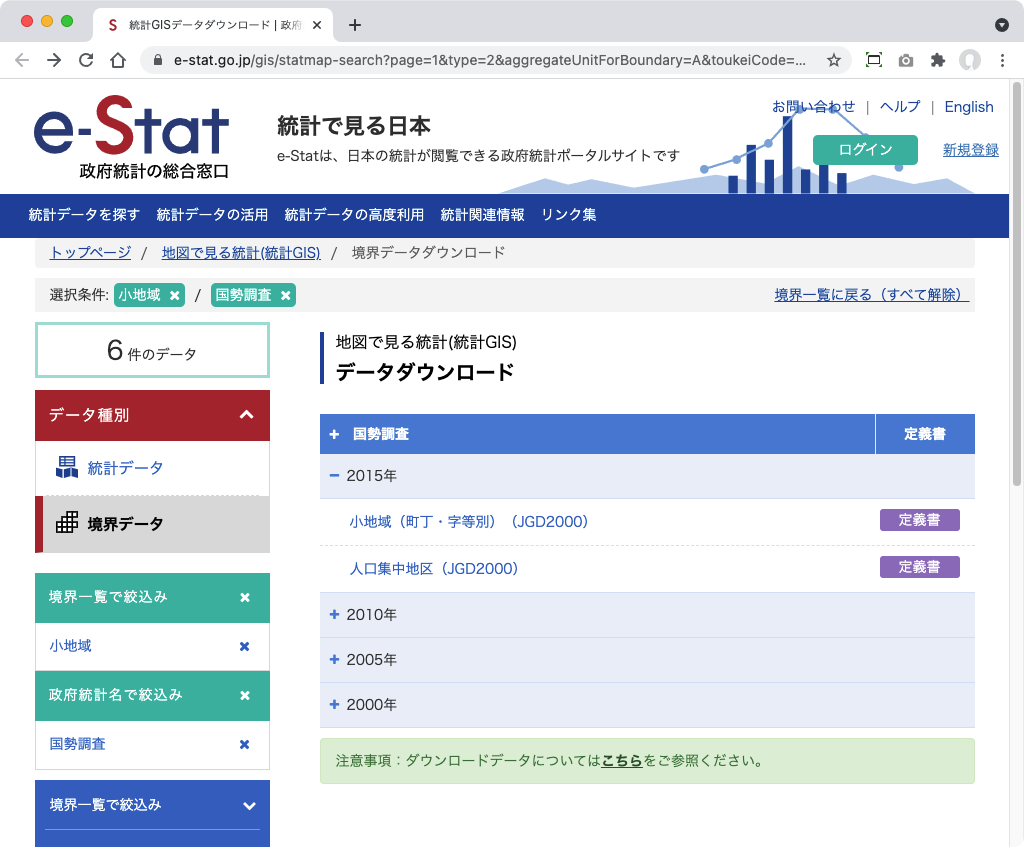 統計GISデータダウンロード | 政府
e-stat.go.jp/gis/statmap-search?page=1&type=2&aggregateUnitForBoundary=A&toukeiCode=...
e-Stat
政府統計の総合窓口
統計で見る日本
e-Statは、日本の統計が閲覧できる政府統計ポータルサイトです
お問い合わせ | ヘルプ | English
ログイン
新規登録
統計データを探す 統計データの活用 統計データの高度利用 統計関連情報 リンク集
トップページ / 地図で見る統計(統計GIS) / 境界データダウンロード
選択条件: 小地域 / 国勢調査
境界一覧に戻る（すべて解除）
6 件のデータ
データ種別
統計データ
境界データ
境界一覧で絞込み
小地域
政府統計名で絞込み
国勢調査
境界一覧で絞込み
地図で見る統計(統計GIS)
データダウンロード
国勢調査 定義書
2015年
小地域（町丁・字等別）（JGD2000） 定義書
人口集中地区（JGD2000） 定義書
2010年
2005年
2000年
注意事項：ダウンロードデータについてはこちらをご参照ください。